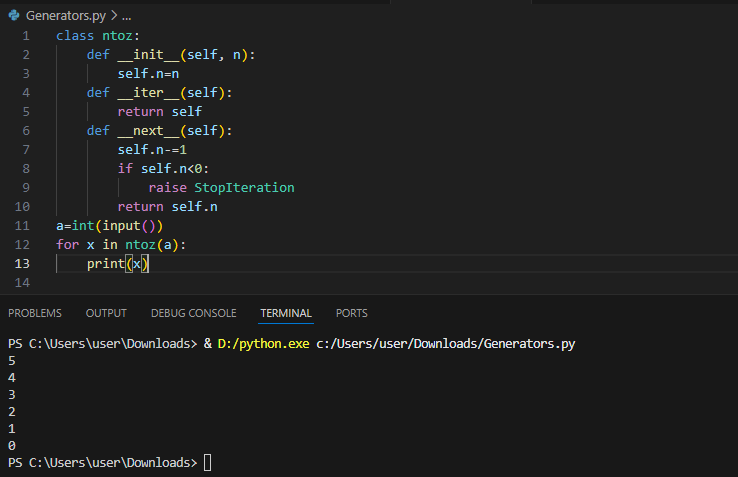 Generators.py > ...
1 class ntoz:
2     def __init__(self, n):
3         self.n=n
4     def __iter__(self):
5         return self
6     def __next__(self):
7         self.n-=1
8         if self.n<0:
9             raise StopIteration
10         return self.n
11 a=int(input())
12 for x in ntoz(a):
13     print(x)
14
PROBLEMS OUTPUT DEBUG CONSOLE TERMINAL PORTS
PS C:\Users\user\Downloads> & D:/python.exe c:/Users/user/Downloads/Generators.py
5
4
3
2
1
0
PS C:\Users\user\Downloads>